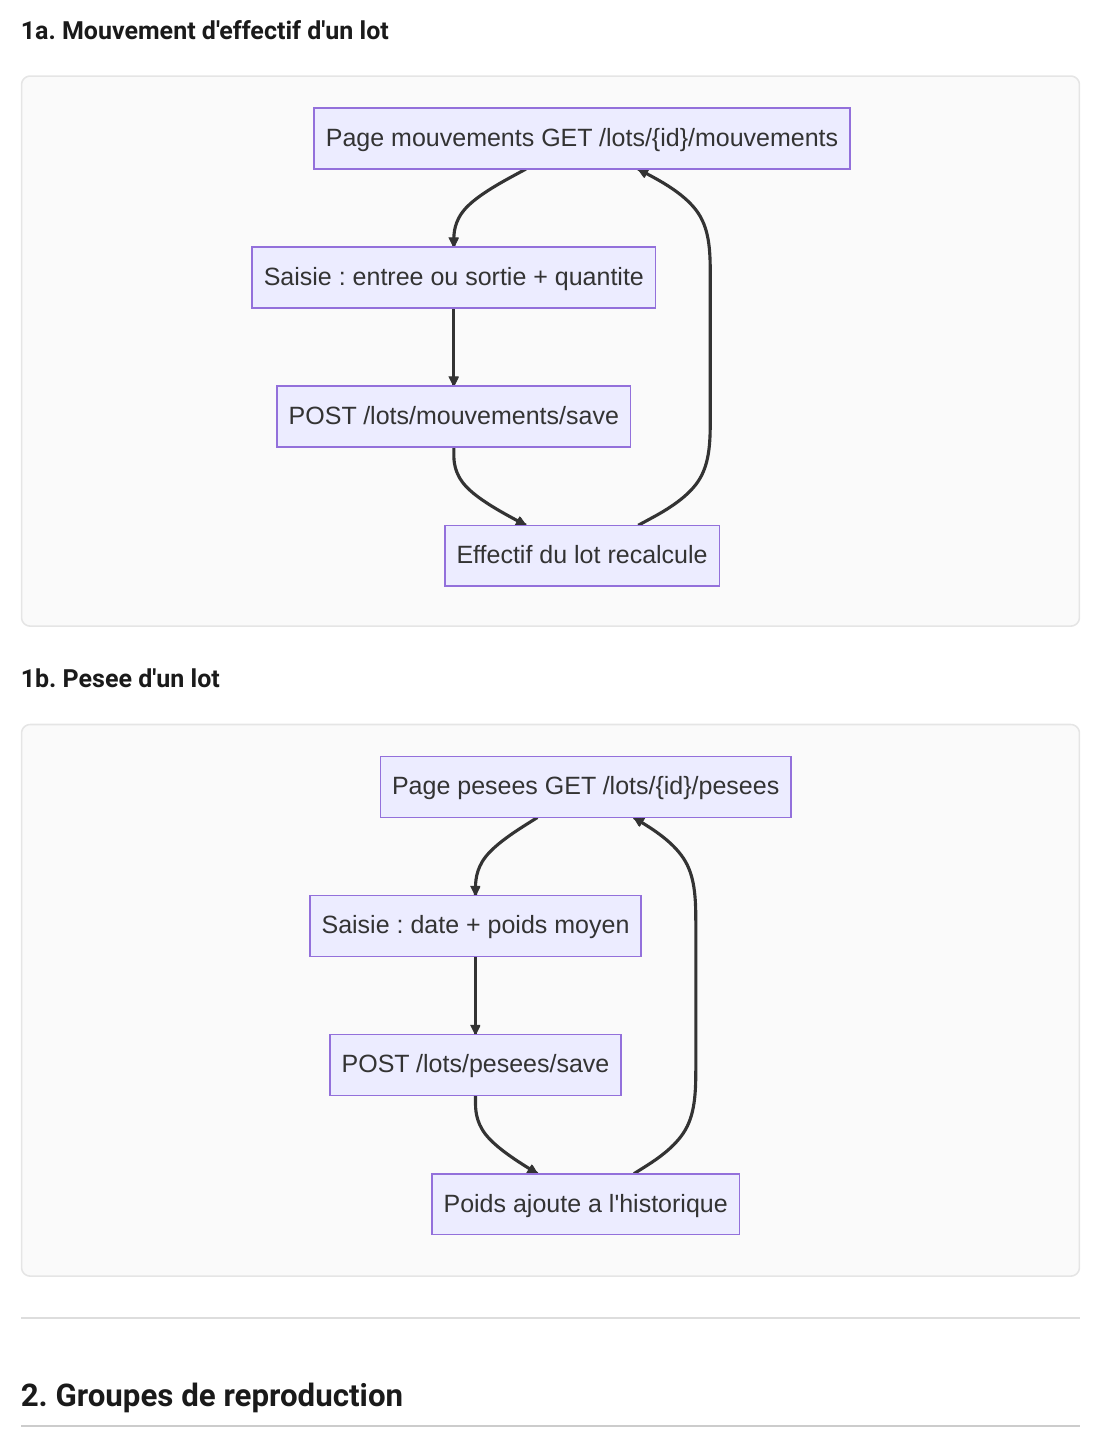 1a. Mouvement d'effectif d'un lot
Page mouvements GET /lots/{id}/mouvements
Saisie : entree ou sortie + quantite
POST /lots/mouvements/save
Effectif du lot recalcule
1b. Pesee d'un lot
Page pesees GET /lots/{id}/pesees
Saisie : date + poids moyen
POST /lots/pesees/save
Poids ajoute a l'historique
2. Groupes de reproduction